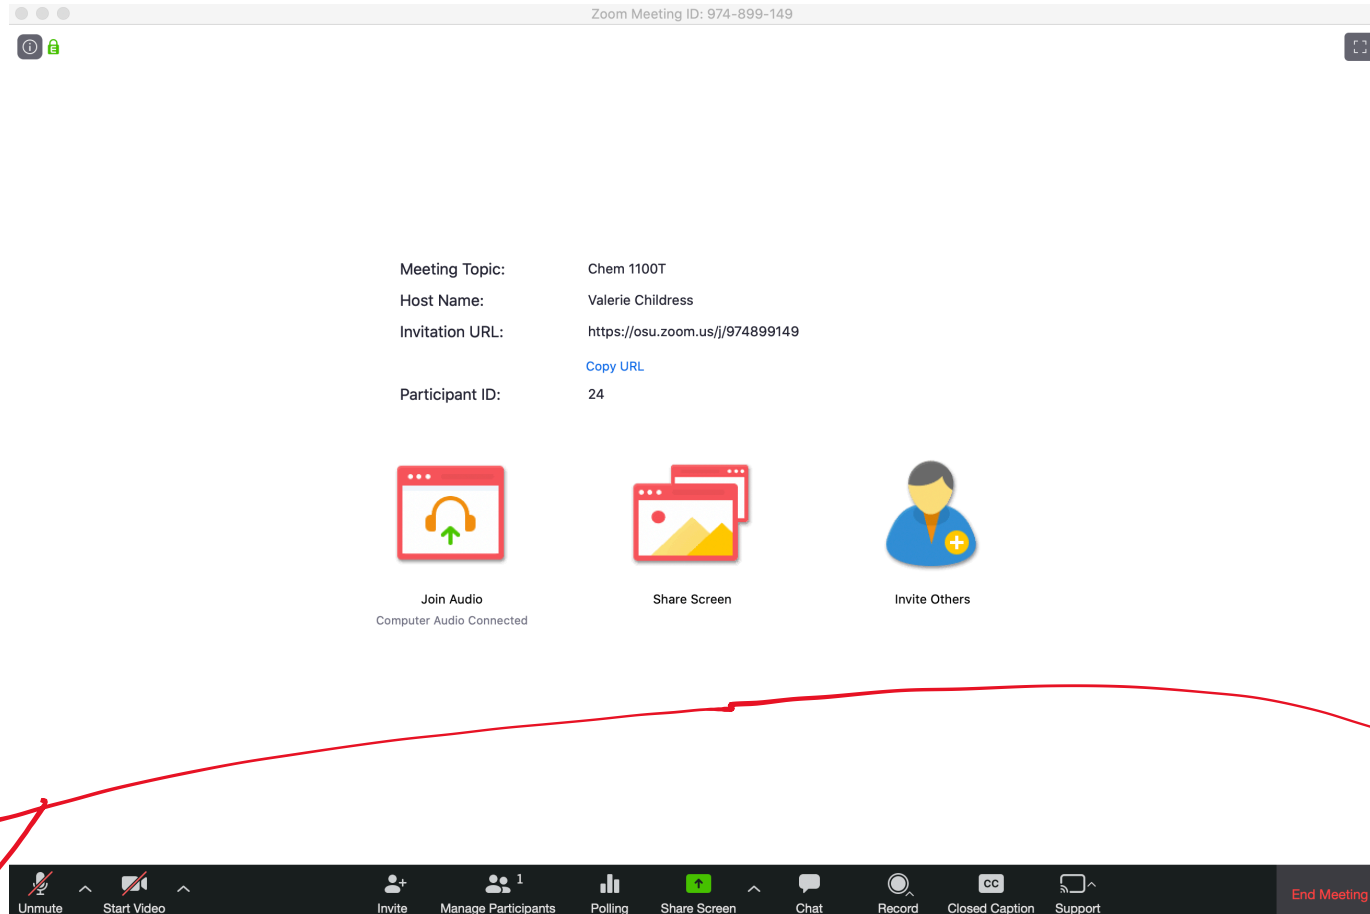 Zoom Meeting ID: 974-899-149
Meeting Topic: Chem 1100T
Host Name: Valerie Childress
Invitation URL: https://osu.zoom.us/j/974899149
Copy URL
Participant ID: 24
Join Audio Share Screen Invite Others
Computer Audio Connected
1
CC
Unmute Start Video Invite Manage Participants Polling Share Screen Chat Record Closed Caption Support End Meeting